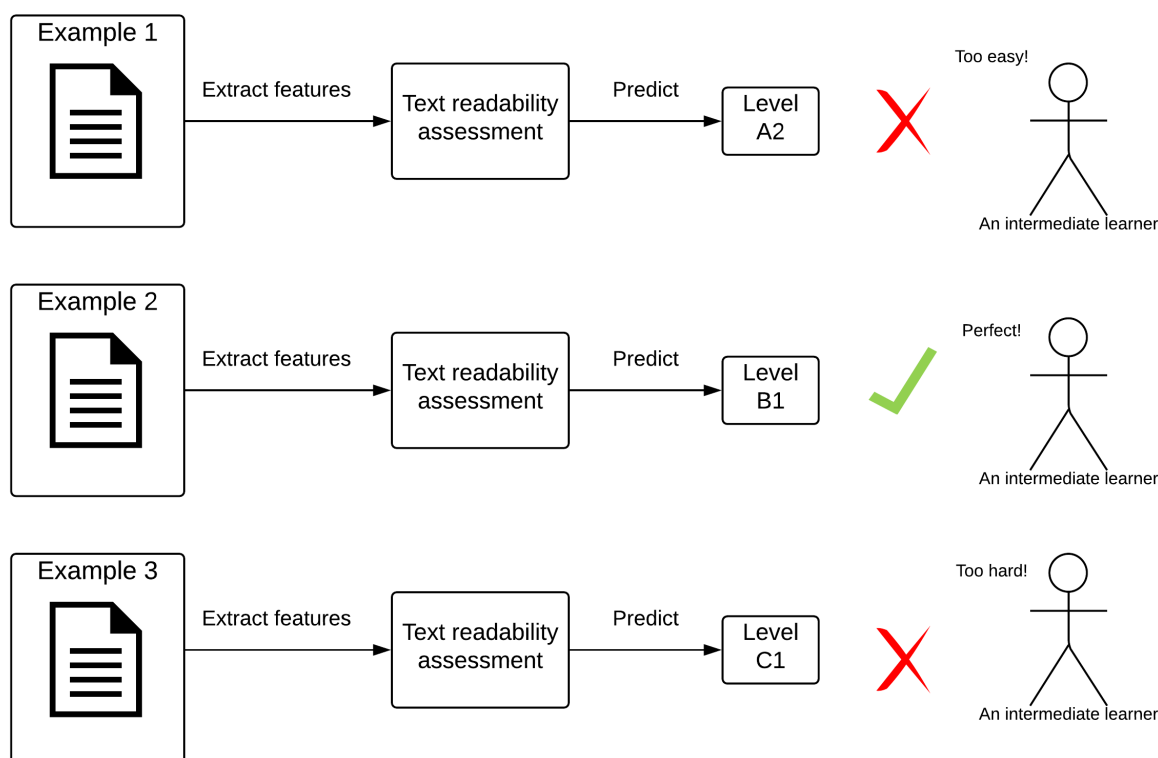 Example 1
Extract features
Text readability
assessment
Predict
Level
A2
Too easy!
An intermediate learner
Example 2
Extract features
Text readability
assessment
Predict
Level
B1
Perfect!
An intermediate learner
Example 3
Extract features
Text readability
assessment
Predict
Level
C1
Too hard!
An intermediate learner